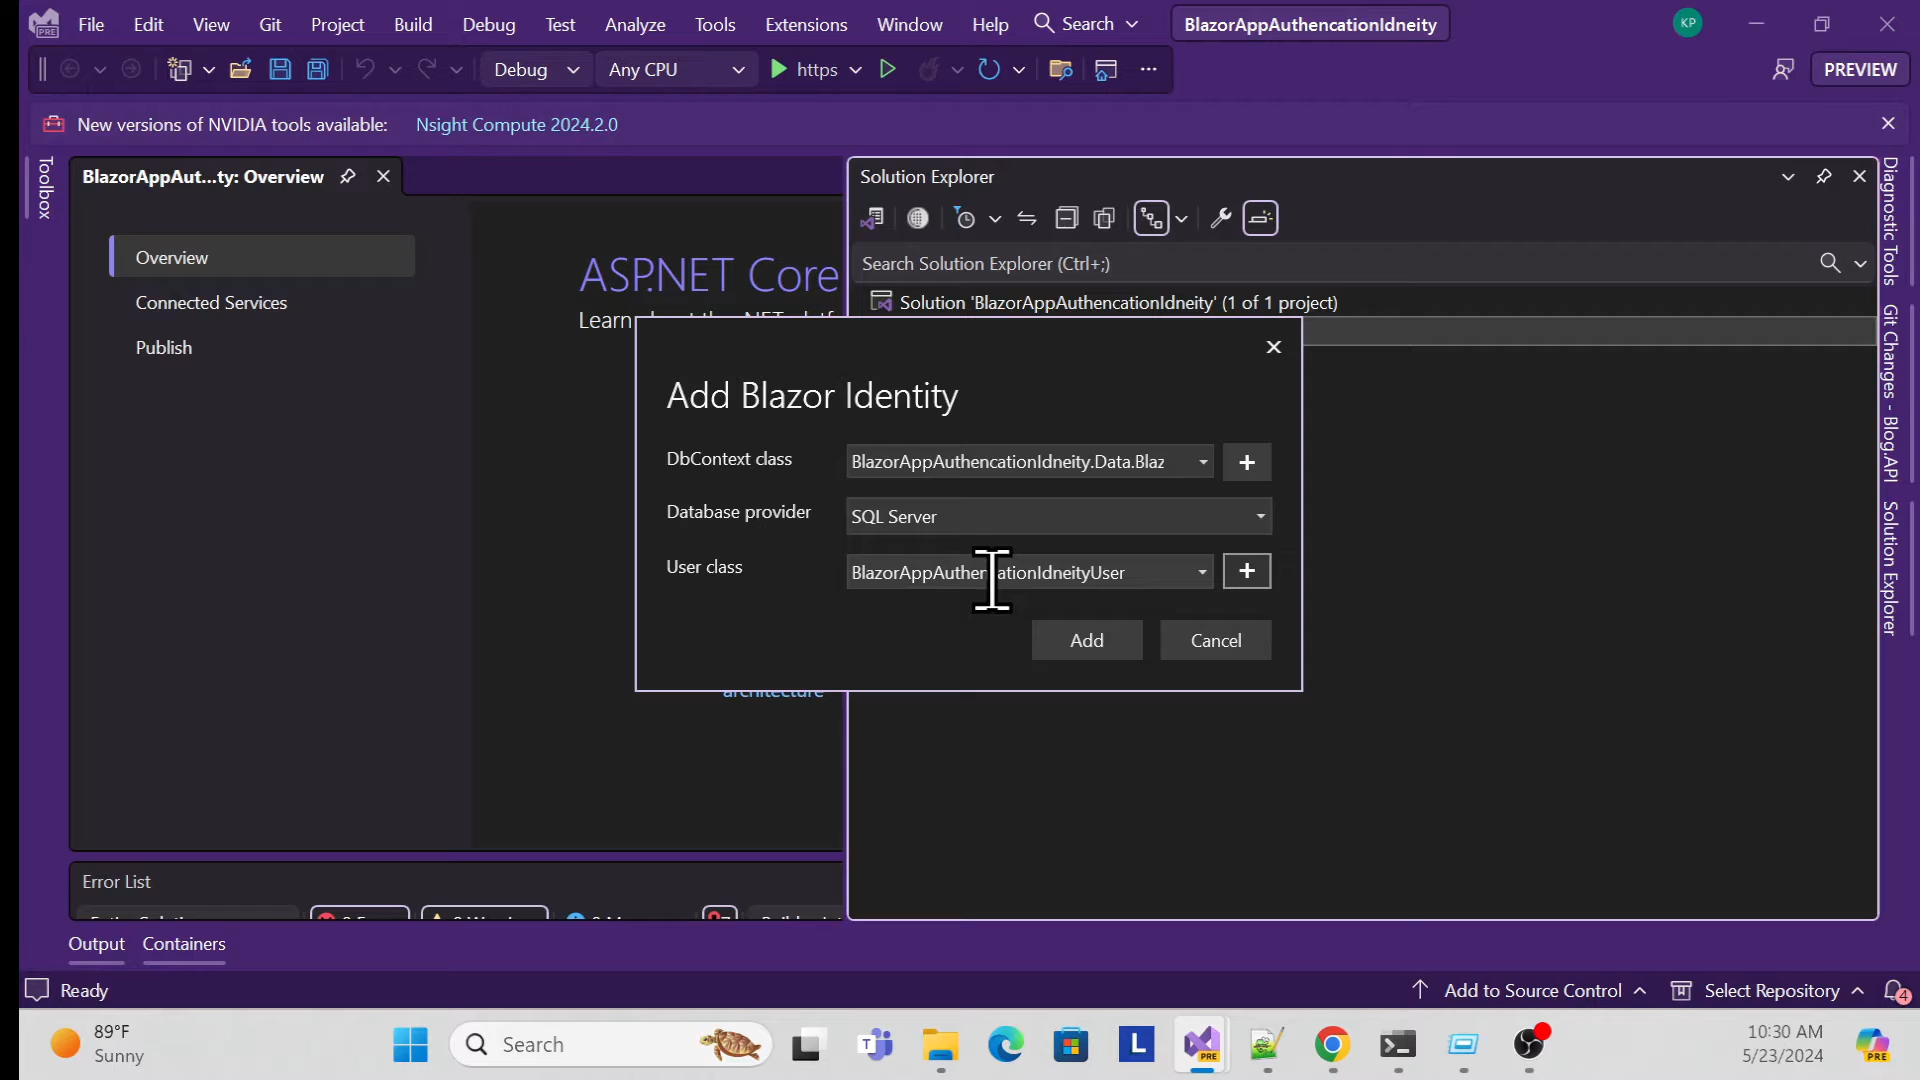 File Edit View Git Project Build Debug Test Analyze Tools Extensions Window Help Search BlazorAppAuthencationIdneity KP
Debug Any CPU https PREVIEW
New versions of NVIDIA tools available: Nsight Compute 2024.2.0
Toolbox
BlazorAppAut...ty: Overview
Overview
Connected Services
Publish
ASP.NET Core
Solution Explorer
Search Solution Explorer (Ctrl+;)
Solution 'BlazorAppAuthencationIdneity' (1 of 1 project)
Add Blazor Identity
DbContext class BlazorAppAuthencationIdneity.Data.Blaz
Database provider SQL Server
User class BlazorAppAuthencationIdneityUser
Add Cancel
architecture
Diagnostic Tools
Git Changes - Blog.API
Solution Explorer
Error List
Output Containers
Ready Add to Source Control Select Repository 4
89°F
Sunny
Search
PRE
10:30 AM
5/23/2024
PRE